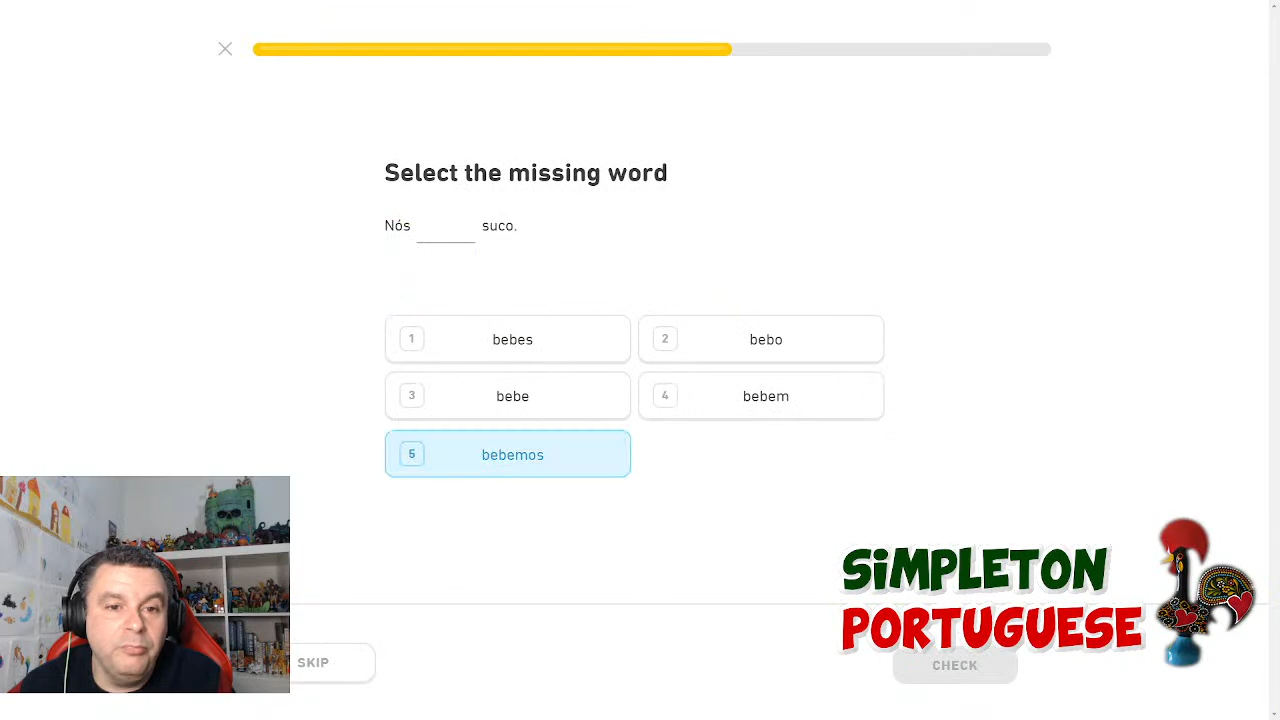 Select the missing word
Nós ______ suco.
1 bebes
2 bebo
3 bebe
4 bebem
5 bebemos
SKIP
CHECK
SiMPLETON
PORTUGUESE